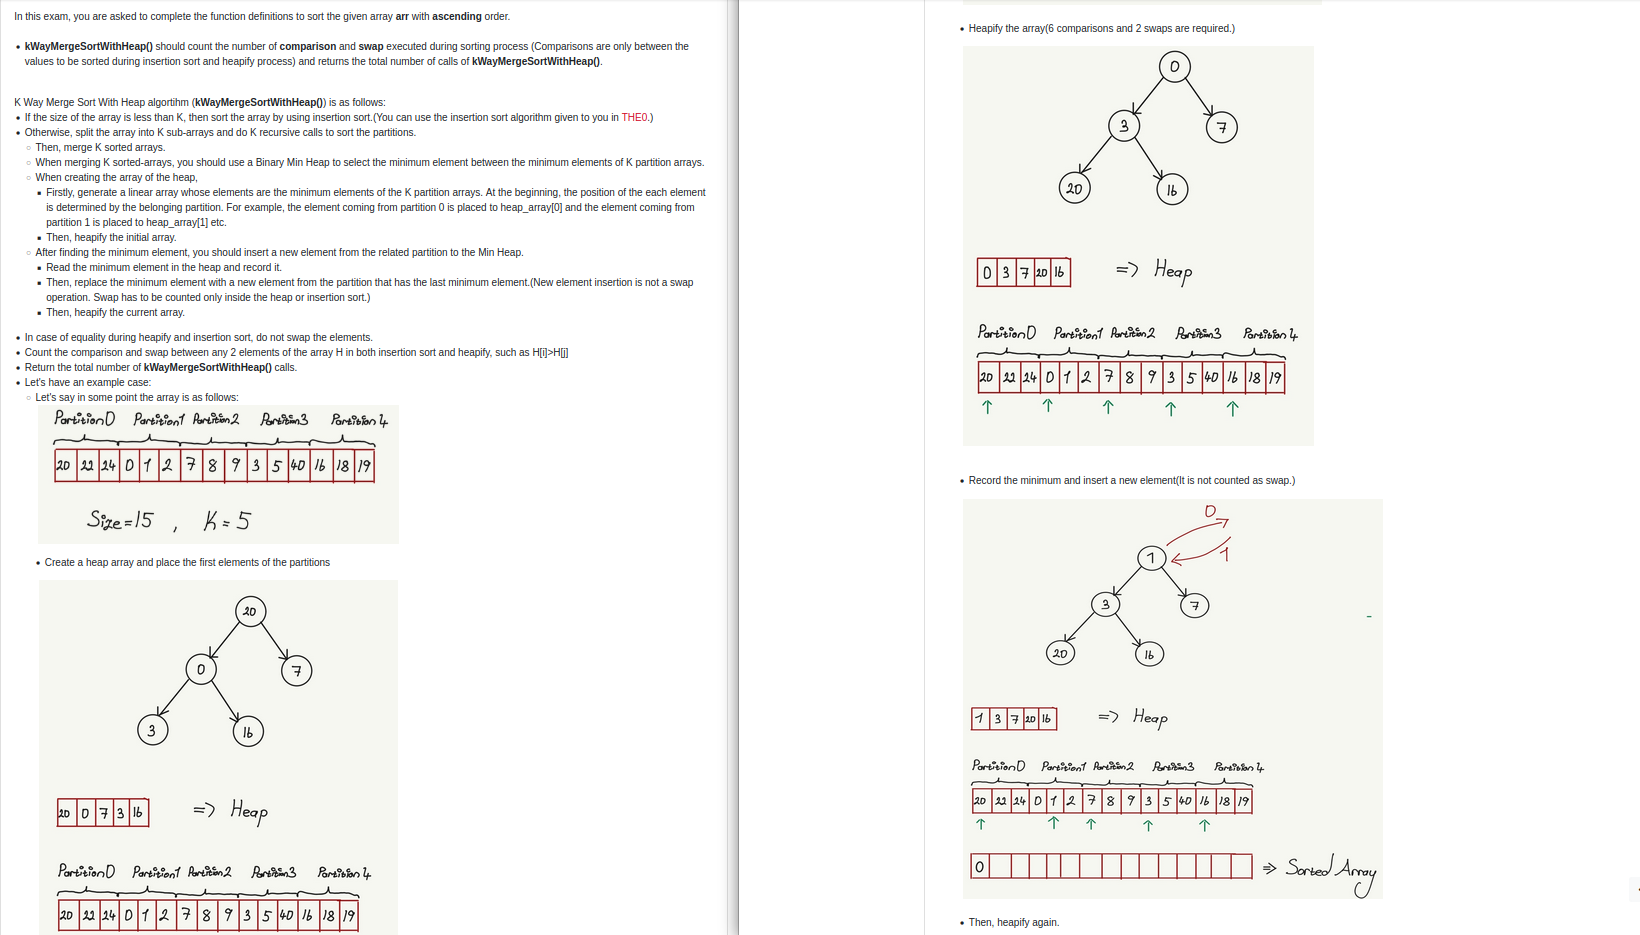 In this exam, you are asked to complete the function definitions to sort the given array arr with ascending order.
• kWayMergeSortWithHeap() should count the number of comparison and swap executed during sorting process (Comparisons are only between the
values to be sorted during insertion sort and heapify process) and returns the total number of calls of kWayMergeSortWithHeap().
K Way Merge Sort With Heap algortihm (kWayMergeSortWithHeap()) is as follows:
• If the size of the array is less than K, then sort the array by using insertion sort.(You can use the insertion sort algorithm given to you in THE0.)
• Otherwise, split the array into K sub-arrays and do K recursive calls to sort the partitions.
○ Then, merge K sorted arrays.
○ When merging K sorted-arrays, you should use a Binary Min Heap to select the minimum element between the minimum elements of K partition arrays.
○ When creating the array of the heap,
▪ Firstly, generate a linear array whose elements are the minimum elements of the K partition arrays. At the beginning, the position of the each element
is determined by the belonging partition. For example, the element coming from partition 0 is placed to heap_array[0] and the element coming from
partition 1 is placed to heap_array[1] etc.
▪ Then, heapify the initial array.
○ After finding the minimum element, you should insert a new element from the related partition to the Min Heap.
▪ Read the minimum element in the heap and record it.
▪ Then, replace the minimum element with a new element from the partition that has the last minimum element.(New element insertion is not a swap
operation. Swap has to be counted only inside the heap or insertion sort.)
▪ Then, heapify the current array.
• In case of equality during heapify and insertion sort, do not swap the elements.
• Count the comparison and swap between any 2 elements of the array H in both insertion sort and heapify, such as H[i]>H[j]
• Return the total number of kWayMergeSortWithHeap() calls.
• Let's have an example case:
○ Let's say in some point the array is as follows:
Partition0 Partition1 Partition2 Partition3 Partition 4
20 22 24 0 1 2 7 8 9 3 5 40 16 18 19
Size=15 , K=5
• Create a heap array and place the first elements of the partitions
20
0 7
3 16
20 0 7 3 16 => Heap
Partition0 Partition1 Partition2 Partition3 Partition 4
20 22 24 0 1 2 7 8 9 3 5 40 16 18 19
• Heapify the array(6 comparisons and 2 swaps are required.)
0
3 7
20 16
0 3 7 20 16 => Heap
Partition0 Partition1 Partition2 Partition3 Partition 4
20 22 24 0 1 2 7 8 9 3 5 40 16 18 19
• Record the minimum and insert a new element(It is not counted as swap.)
0
1 1
3 7
20 16
1 3 7 20 16 => Heap
Partition0 Partition1 Partition2 Partition3 Partition 4
20 22 24 0 1 2 7 8 9 3 5 40 16 18 19
0 => Sorted Array
• Then, heapify again.